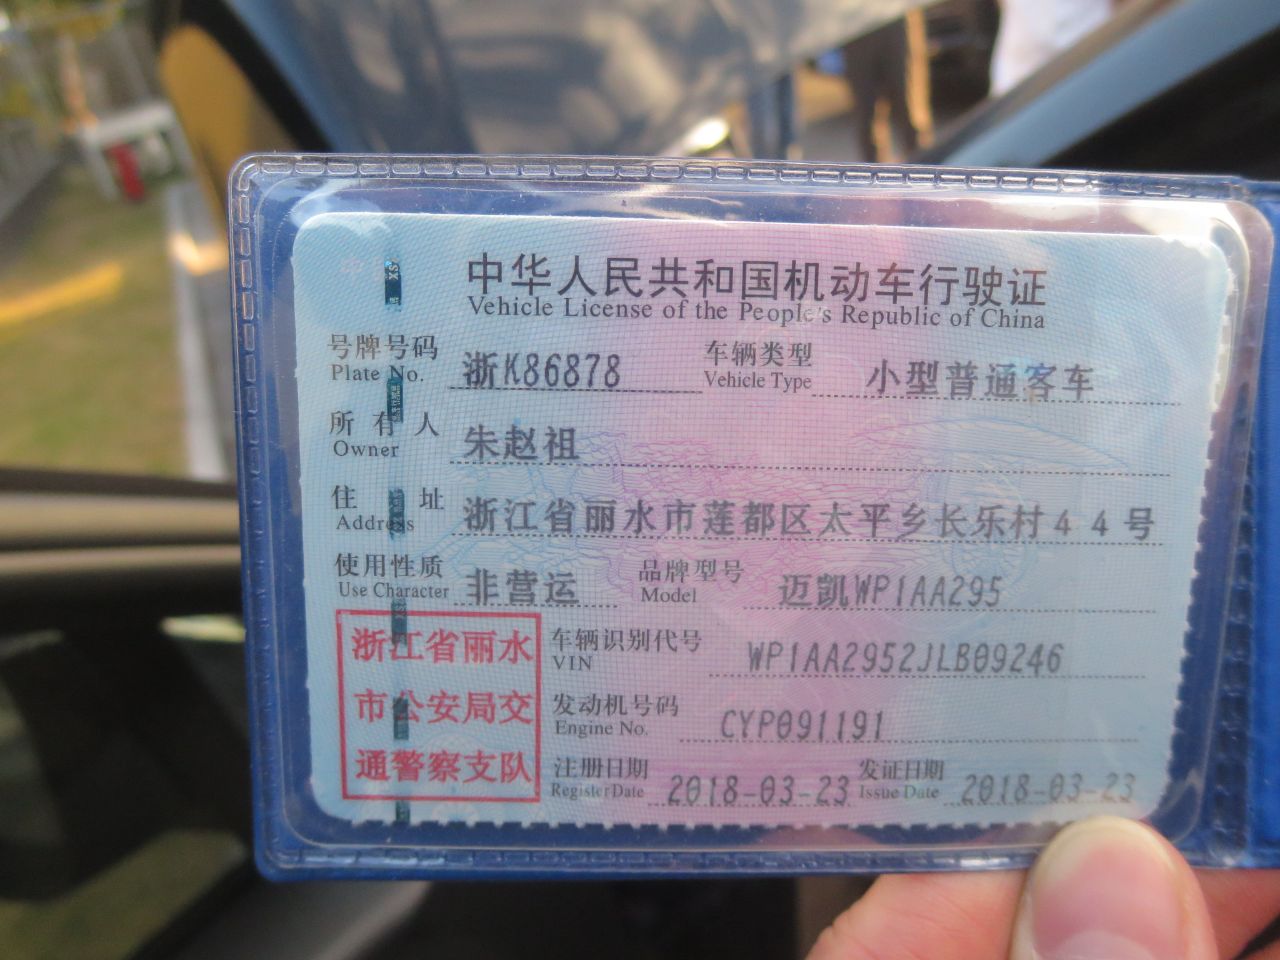 中华人民共和国机动车行驶证
Vehicle License of the People's Republic of China
号牌号码 浙K86878 车辆类型 小型普通客车
Plate No. Vehicle Type
所有人 朱赵祖
Owner
住址 浙江省丽水市莲都区太平乡长乐村44号
Address
使用性质 非营运 品牌型号 迈凯WP1AA295
Use Character Model
浙江省丽水
市公安局交
通警察支队
车辆识别代号 WP1AA2952JLB09246
VIN
发动机号码 CYP091191
Engine No.
注册日期 2018-03-23 发证日期 2018-03-23
Register Date Issue Date